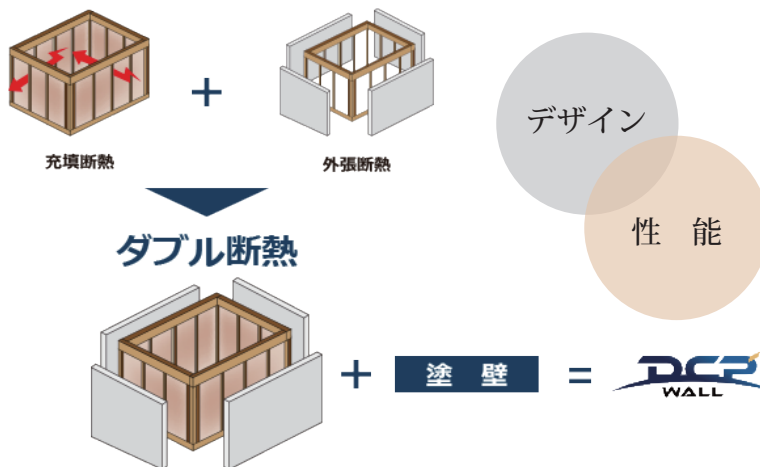 充填断熱
+
外張断熱
デザイン
性 能
ダブル断熱
+
塗 壁
=
DCP
WALL